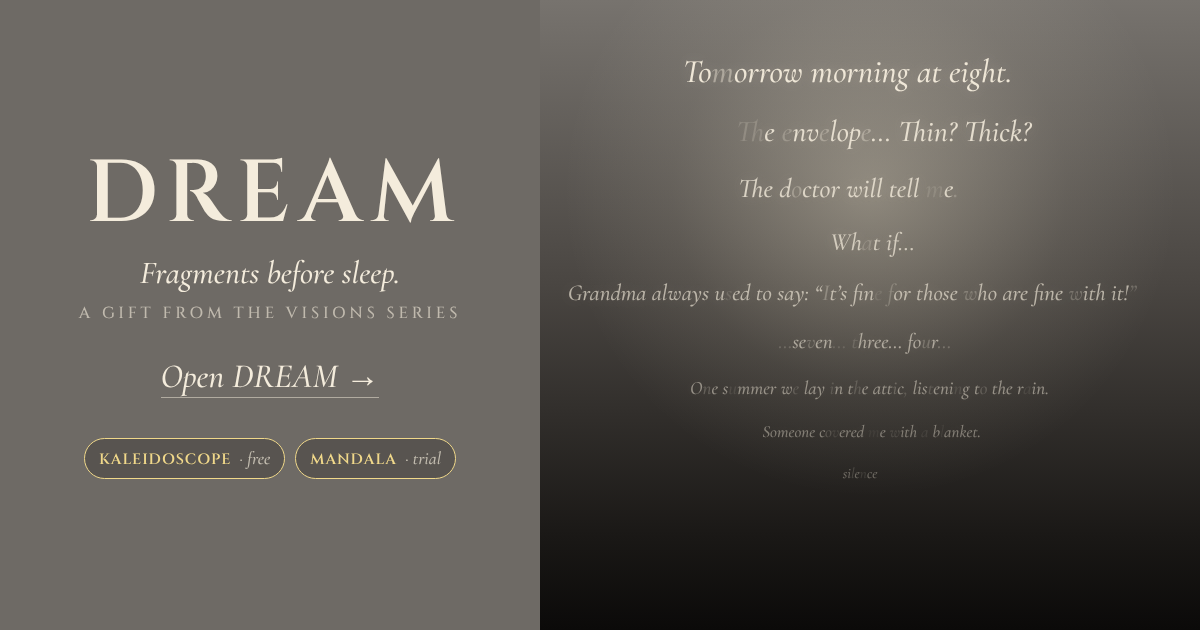 DREAM
Fragments before sleep.
A GIFT FROM THE VISIONS SERIES
Open DREAM →
KALEIDOSCOPE · free
MANDALA · trial
Tomorrow morning at eight.
The envelope... Thin? Thick?
The doctor will tell me.
What if...
Grandma always used to say: “It’s fine for those who are fine with it!”
...seven... three... four...
One summer we lay in the attic, listening to the rain.
Someone covered me with a blanket.
silence